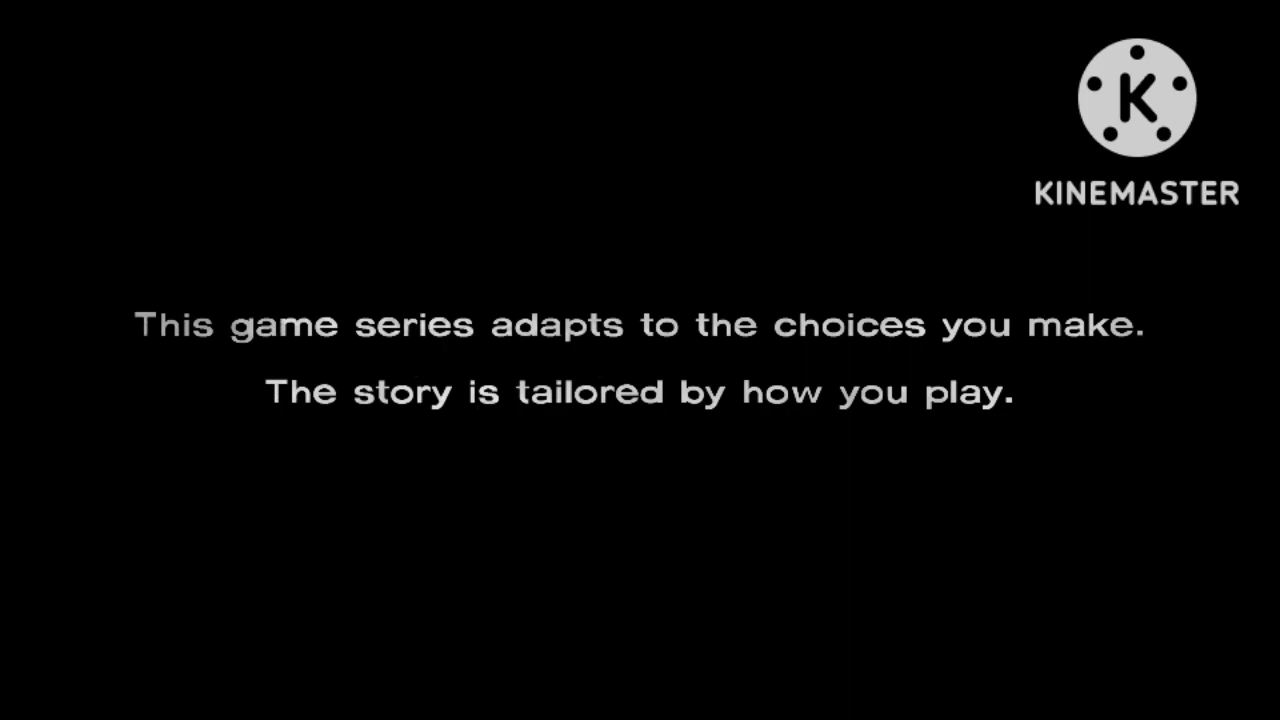 K
KINEMASTER
This game series adapts to the choices you make.
The story is tailored by how you play.